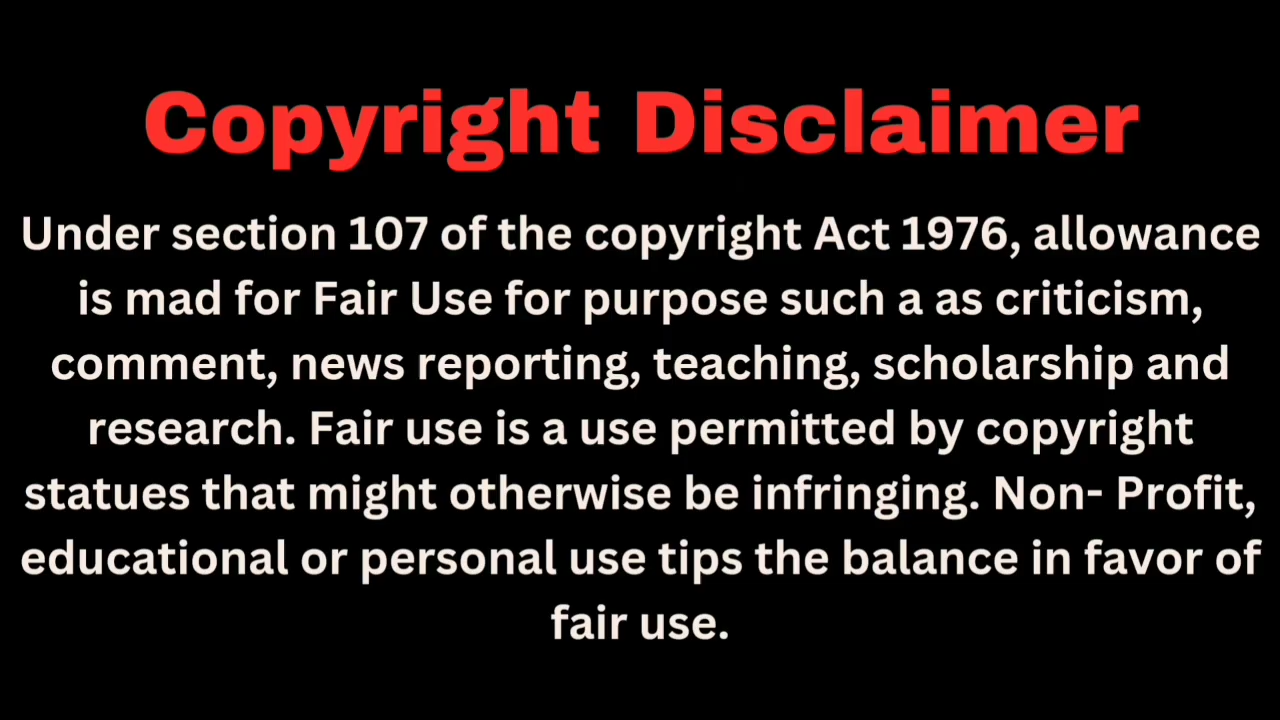 Copyright Disclaimer
Under section 107 of the copyright Act 1976, allowance
is mad for Fair Use for purpose such a as criticism,
comment, news reporting, teaching, scholarship and
research. Fair use is a use permitted by copyright
statues that might otherwise be infringing. Non- Profit,
educational or personal use tips the balance in favor of
fair use.